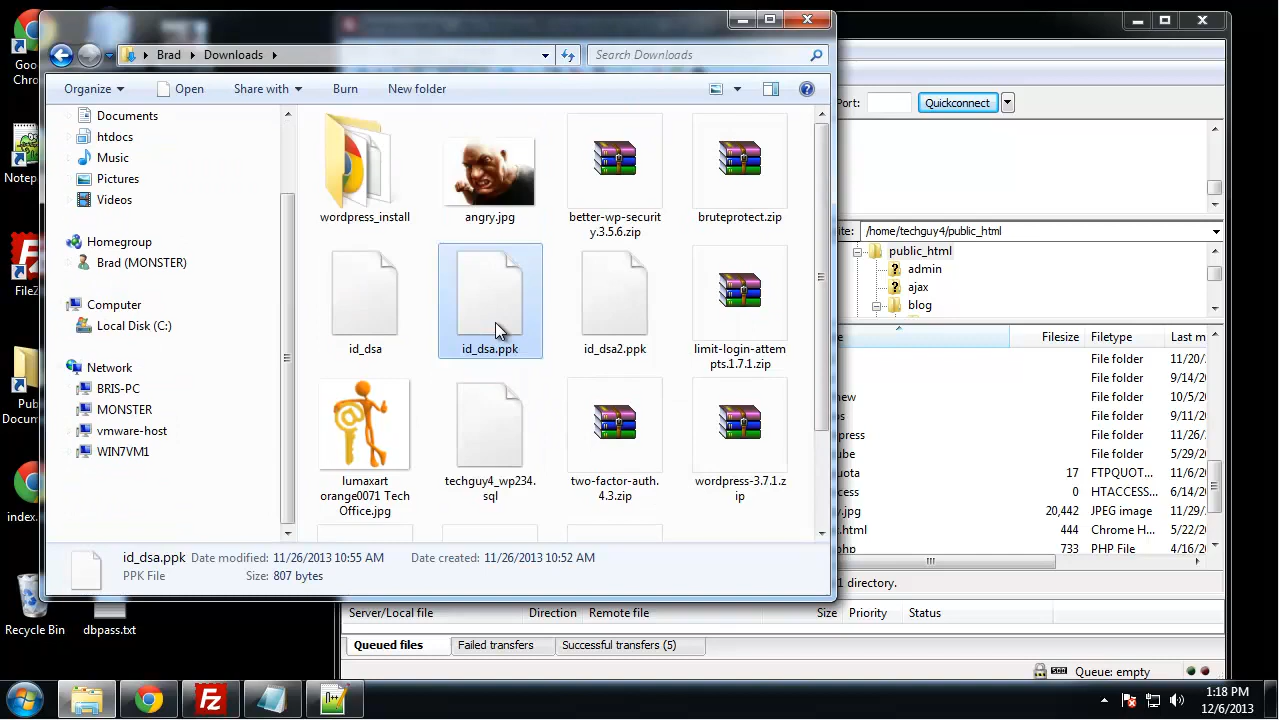 Brad
Downloads
Search Downloads
Organize
Open
Share with
Burn
New folder
Documents
htdocs
Music
Pictures
Videos
Homegroup
Brad (MONSTER)
Computer
Local Disk (C:)
Network
BRIS-PC
MONSTER
vmware-host
WIN7VM1
wordpress_install
angry.jpg
better-wp-securit
y.3.5.6.zip
bruteprotect.zip
id_dsa
id_dsa.ppk
id_dsa2.ppk
limit-login-attem
pts.1.7.1.zip
lumaxart
orange0071 Tech
Office.jpg
techguy4_wp234.
sql
two-factor-auth.
4.3.zip
wordpress-3.7.1.z
ip
id_dsa.ppk
Date modified: 11/26/2013 10:55 AM
Date created: 11/26/2013 10:52 AM
PPK File
Size: 807 bytes
Port:
Quickconnect
/home/techguy4/public_html
public_html
admin
ajax
blog
Filesize
Filetype
Last m
File folder
11/20/
File folder
9/14/2
File folder
10/5/2
File folder
9/11/2
File folder
11/26/
File folder
5/29/2
17
FTPQUOT...
11/6/2
0
HTACCESS...
6/14/2
20,442
JPEG image
11/26/
444
Chrome H...
5/22/2
733
PHP File
4/16/2
1 directory.
Server/Local file
Direction
Remote file
Size
Priority
Status
Queued files
Failed transfers
Successful transfers (5)
Queue: empty
Goo
Chr
Notep
FileZ
Pub
Docum
index.
Recycle Bin
dbpass.txt
1:18 PM
12/6/2013